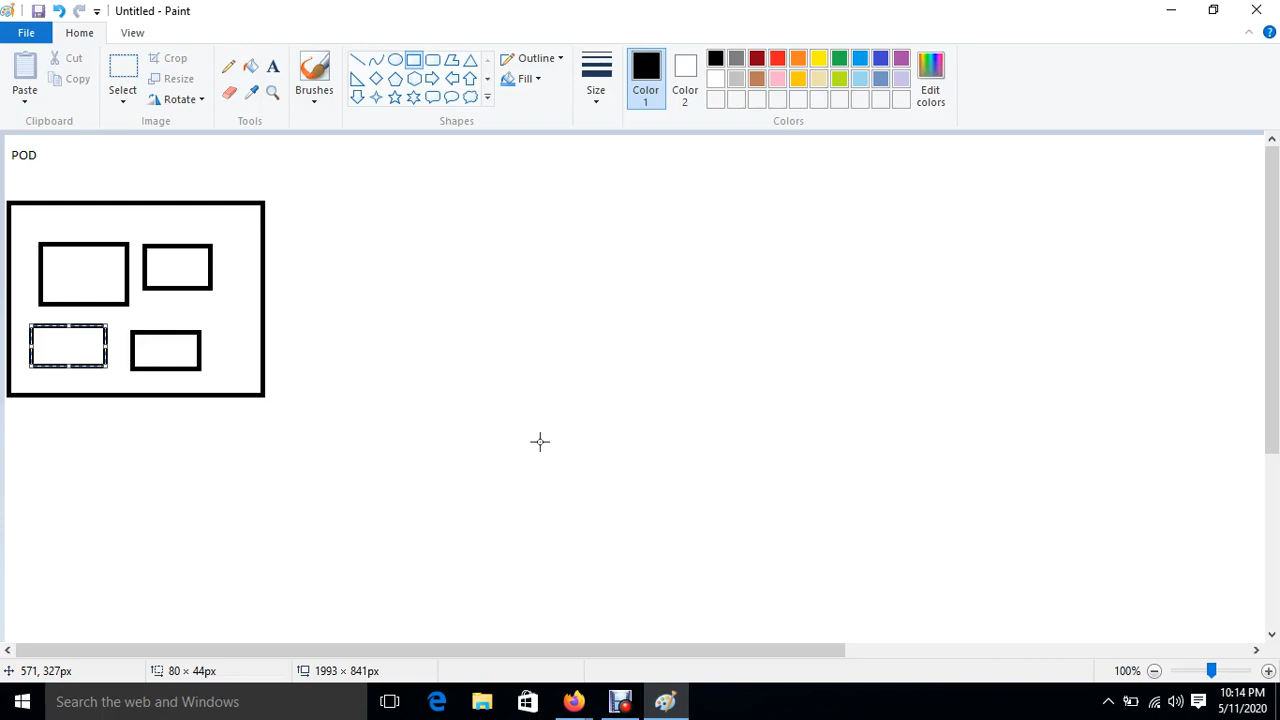 Untitled - Paint
File Home View
Paste
Cut
Copy
Clipboard
Select
Crop
Resize
Rotate
Image
A
Tools
Brushes
Outline
Fill
Shapes
Size
Color
1
Color
2
Edit
colors
Colors
POD
571, 327px
80 × 44px
1993 × 841px
100%
Search the web and Windows
10:14 PM
5/11/2020